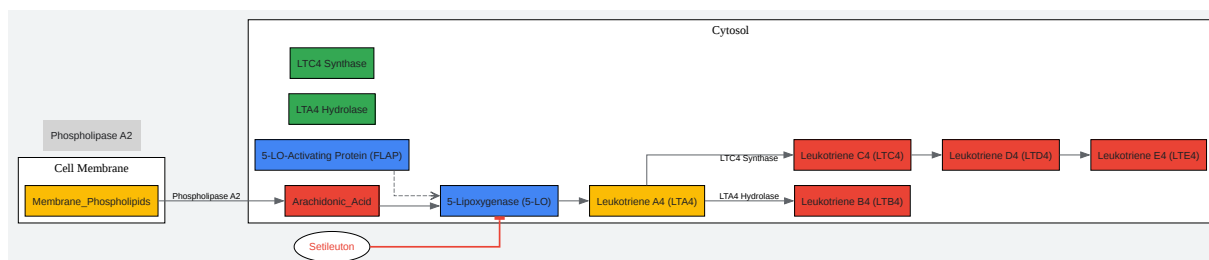 Cytosol
LTC4 Synthase
LTA4 Hydrolase
Phospholipase A2
5-LO-Activating Protein (FLAP)
LTC4 Synthase
Leukotriene C4 (LTC4)
Leukotriene D4 (LTD4)
Leukotriene E4 (LTE4)
Cell Membrane
Membrane_Phospholipids
Phospholipase A2
Arachidonic_Acid
5-Lipoxygenase (5-LO)
Leukotriene A4 (LTA4)
LTA4 Hydrolase
Leukotriene B4 (LTB4)
Setileuton